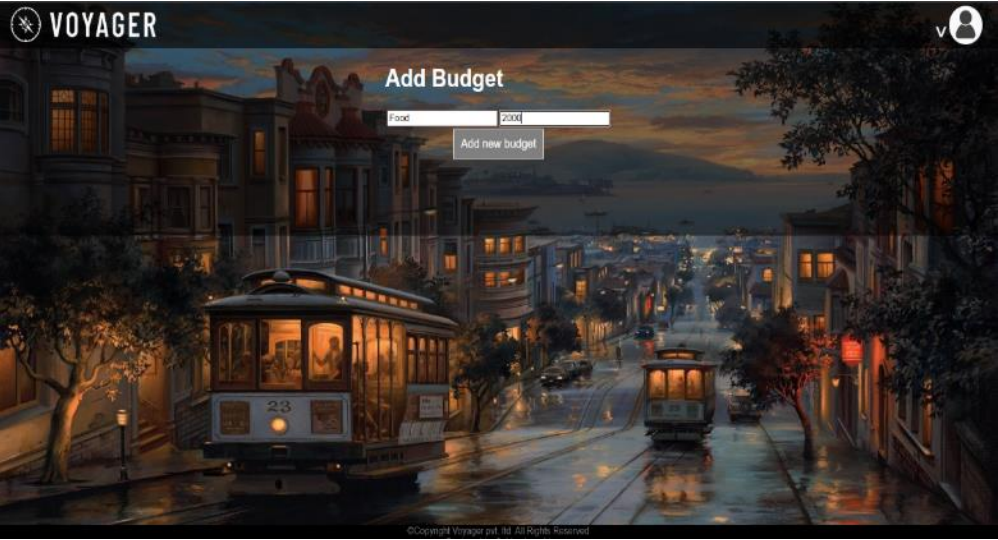 VOYAGER
v
Add Budget
Food 2000
Add new budget
23
©Copyright Voyager pvt. ltd. All Rights Reserved